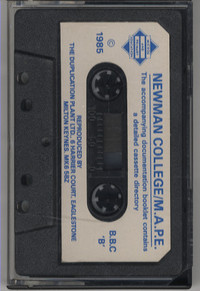 NEWMAN COLLEGE/M.A.P.E.
The accompanying documentation booklet contains
a detailed cassette directory
© 1985
B.B.C
'B'
REPRODUCED BY
THE DUPLICATION PLANT LTD., 6 HARRIER COURT, EAGLESTONE
MILTON KEYNES, MK6 5BZ